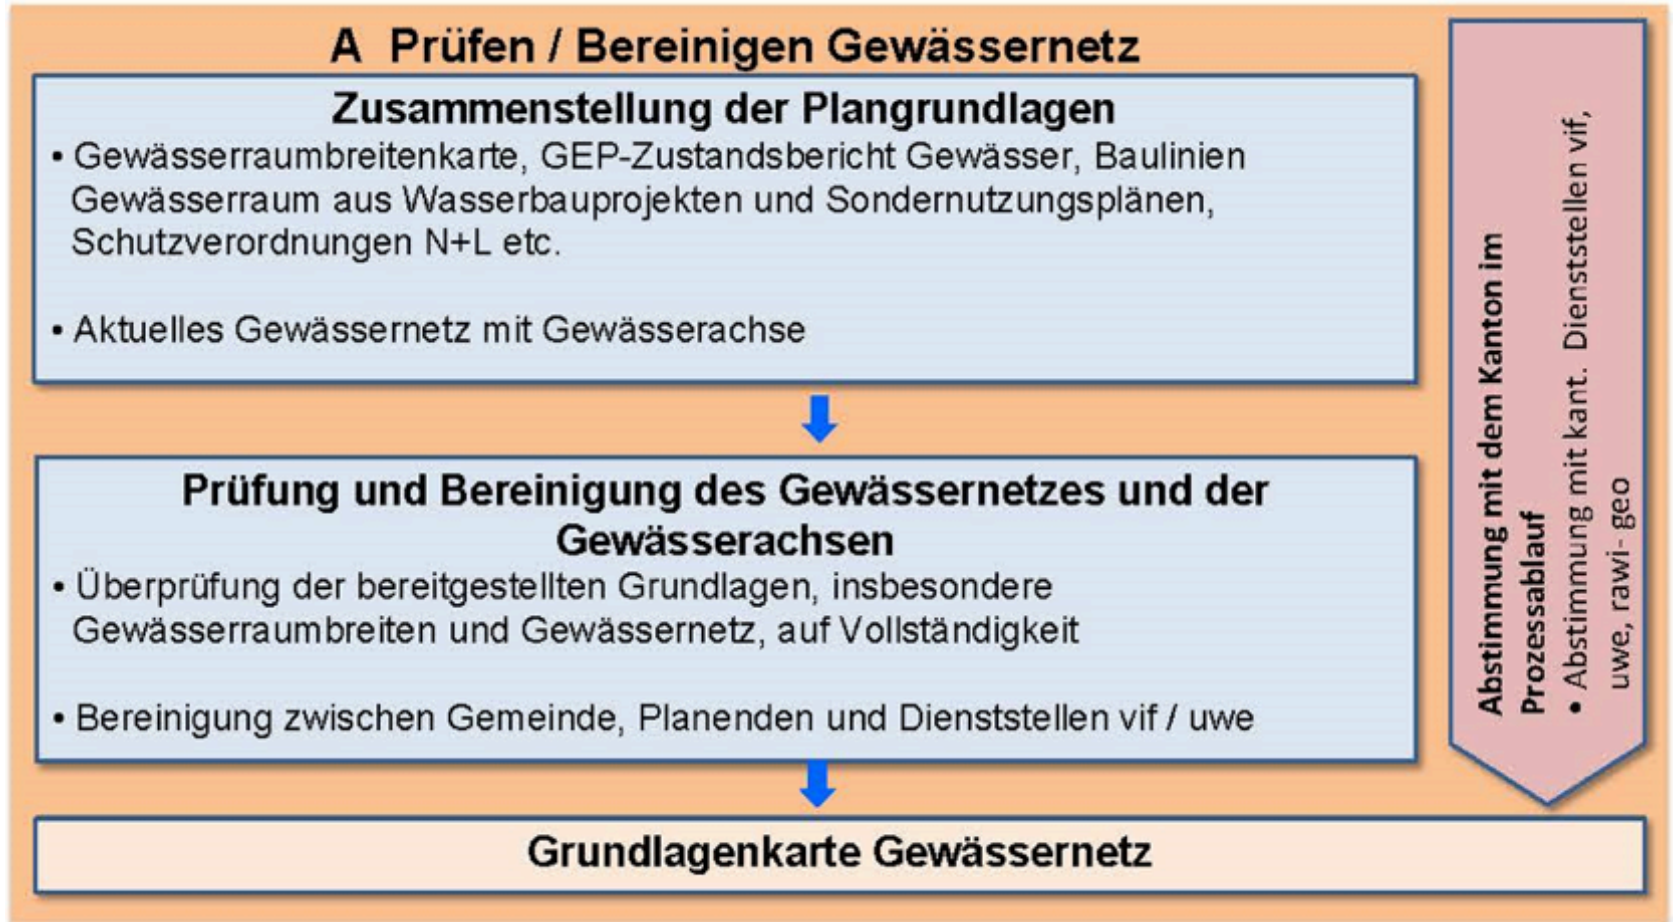 A Prüfen / Bereinigen Gewässernetz
Zusammenstellung der Plangrundlagen
• Gewässerraumbreitenkarte, GEP-Zustandsbericht Gewässer, Baulinien
Gewässerraum aus Wasserbauprojekten und Sondernutzungsplänen,
Schutzverordnungen N+L etc.
• Aktuelles Gewässernetz mit Gewässerachse
Prüfung und Bereinigung des Gewässernetzes und der
Gewässerachsen
• Überprüfung der bereitgestellten Grundlagen, insbesondere
Gewässerraumbreiten und Gewässernetz, auf Vollständigkeit
• Bereinigung zwischen Gemeinde, Planenden und Dienststellen vif / uwe
Grundlagenkarte Gewässernetz
Abstimmung mit dem Kanton im
Prozessablauf
• Abstimmung mit kant. Dienststellen vif,
uwe, rawi- geo